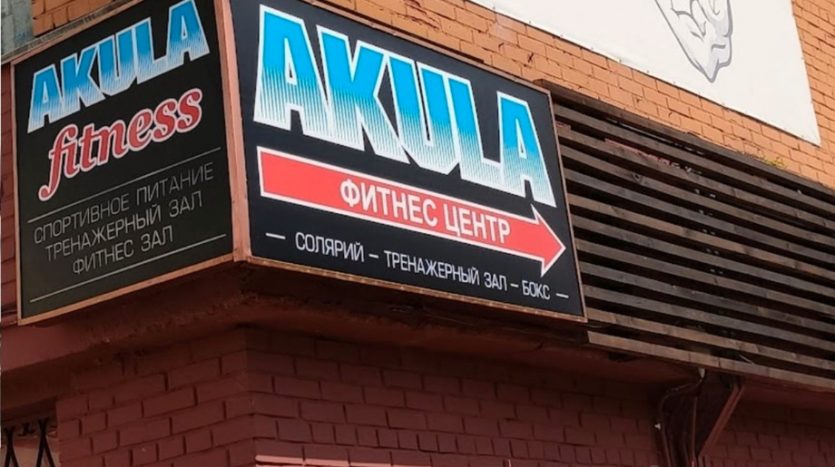 AKULA
fitness
СПОРТИВНОЕ ПИТАНИЕ
ТРЕНАЖЕРНЫЙ ЗАЛ
ФИТНЕС ЗАЛ
AKULA
ФИТНЕС ЦЕНТР
— СОЛЯРИЙ – ТРЕНАЖЕРНЫЙ ЗАЛ – БОКС —